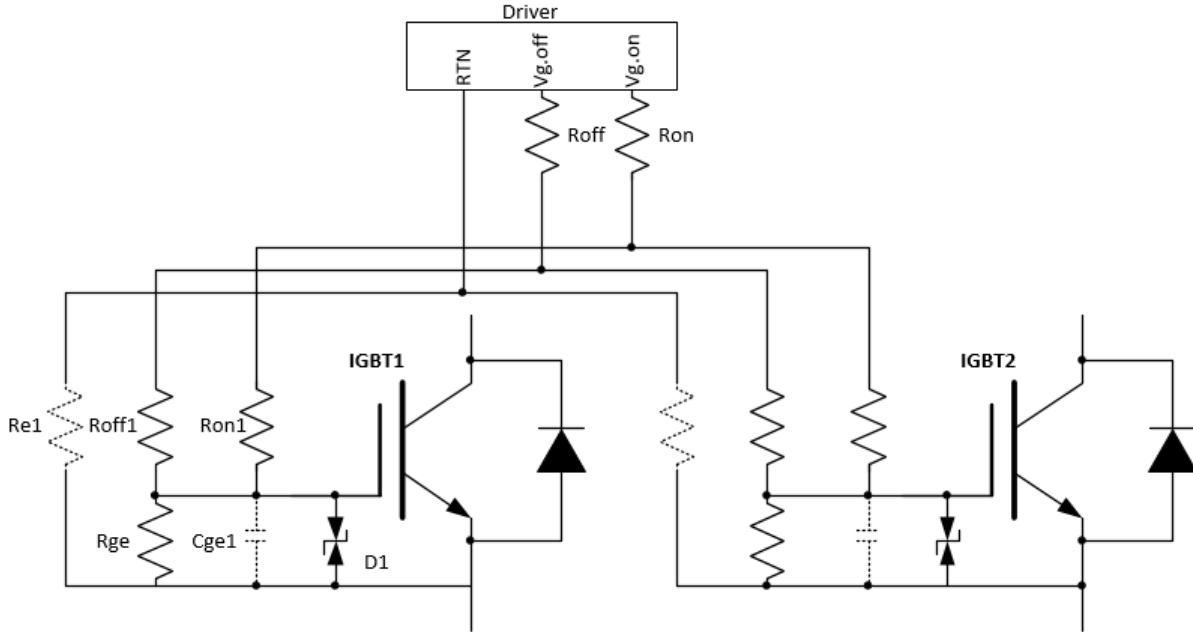 Driver
RTN
Vg.off
Vg.on
Roff
Ron
IGBT1
IGBT2
Re1
Roff1
Ron1
Rge
Cge1
D1